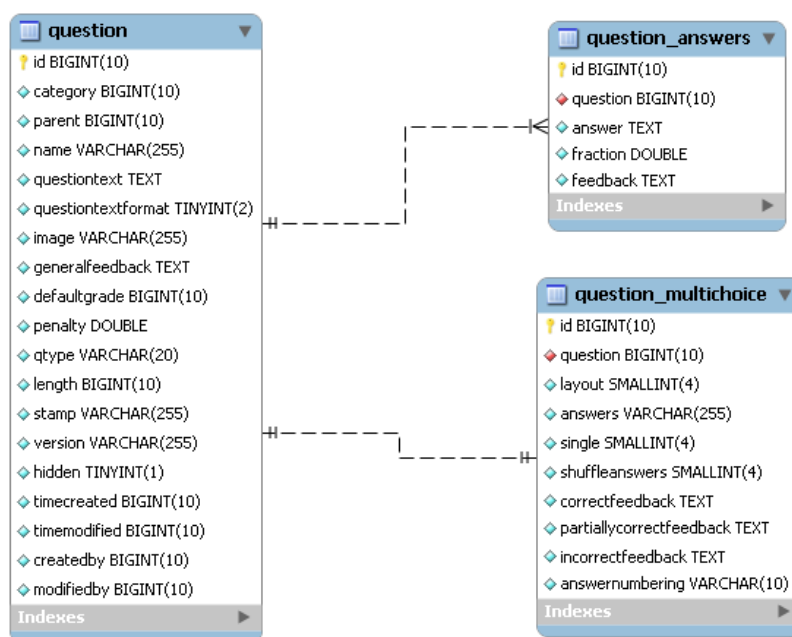 question
id BIGINT(10)
category BIGINT(10)
parent BIGINT(10)
name VARCHAR(255)
questiontext TEXT
questiontextformat TINYINT(2)
image VARCHAR(255)
generalfeedback TEXT
defaultgrade BIGINT(10)
penalty DOUBLE
qtype VARCHAR(20)
length BIGINT(10)
stamp VARCHAR(255)
version VARCHAR(255)
hidden TINYINT(1)
timecreated BIGINT(10)
timemodified BIGINT(10)
createdby BIGINT(10)
modifiedby BIGINT(10)
Indexes
question_answers
id BIGINT(10)
question BIGINT(10)
answer TEXT
fraction DOUBLE
feedback TEXT
Indexes
question_multichoice
id BIGINT(10)
question BIGINT(10)
layout SMALLINT(4)
answers VARCHAR(255)
single SMALLINT(4)
shuffleanswers SMALLINT(4)
correctfeedback TEXT
partiallycorrectfeedback TEXT
incorrectfeedback TEXT
answernumbering VARCHAR(10)
Indexes